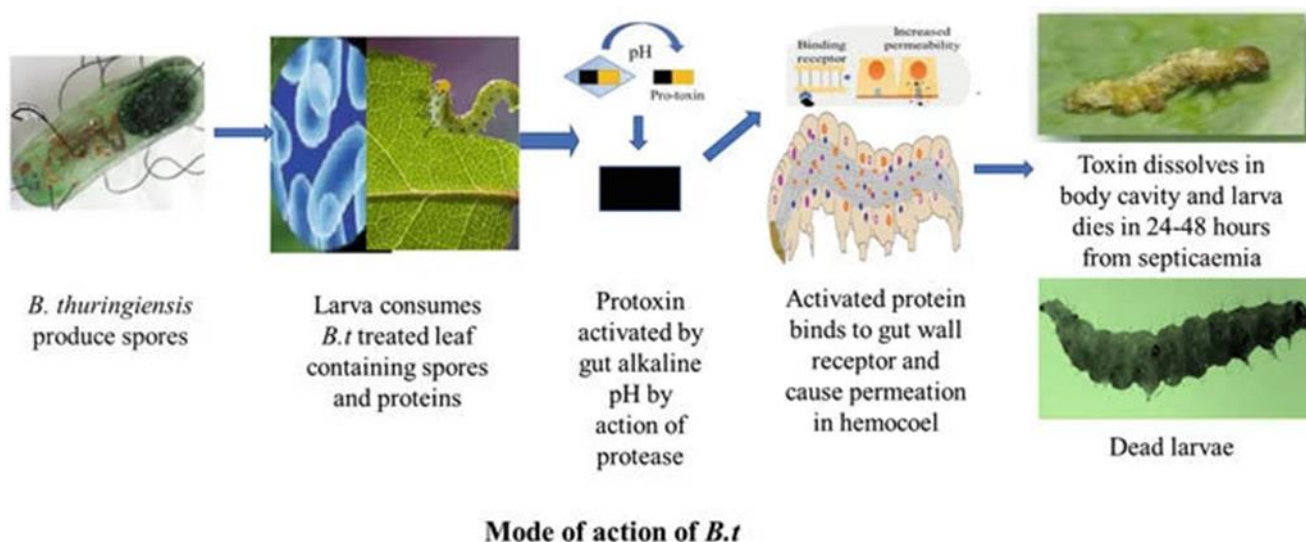 Binding
receptor
Increased
permeability
pH
Pro-toxin
B. thuringiensis
produce spores
Larva consumes
B.t treated leaf
containing spores
and proteins
Protoxin
activated by
gut alkaline
pH by
action of
protease
Activated protein
binds to gut wall
receptor and
cause permeation
in hemocoel
Toxin dissolves in
body cavity and larva
dies in 24-48 hours
from septicaemia
Dead larvae
Mode of action of B.t